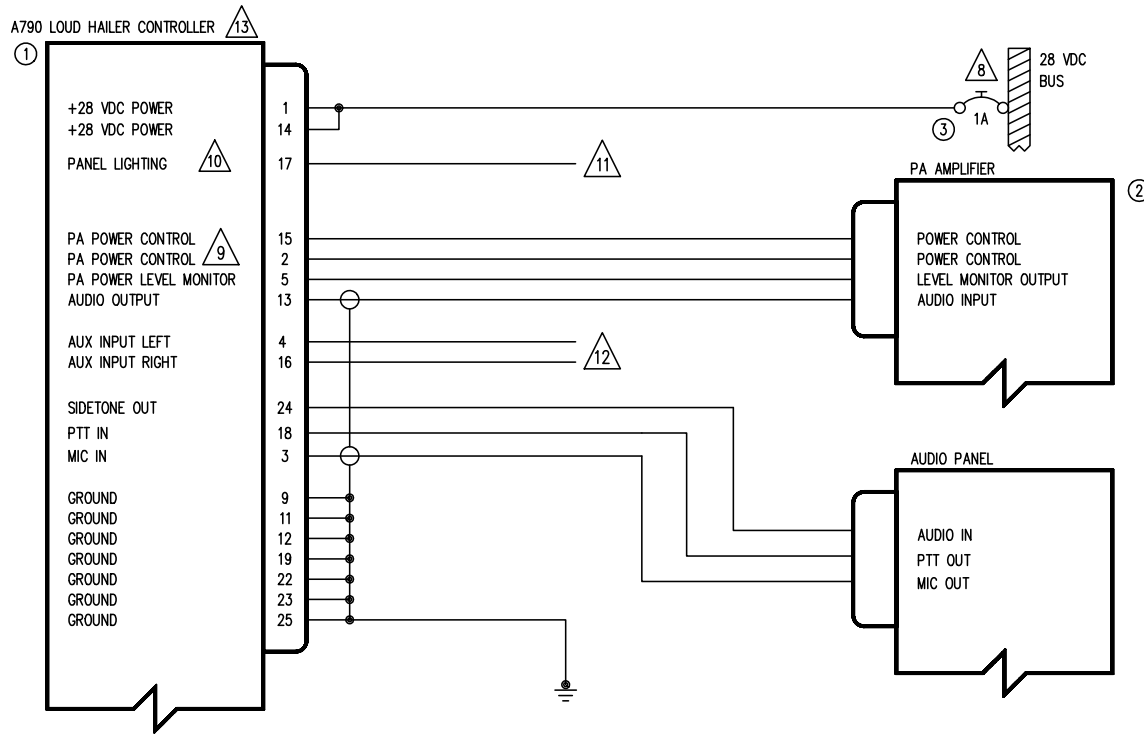 A790 LOUD HAILER CONTROLLER 13
1
+28 VDC POWER 1
+28 VDC POWER 14
PANEL LIGHTING 10 17 11
PA POWER CONTROL 15
PA POWER CONTROL 9 2
PA POWER LEVEL MONITOR 5
AUDIO OUTPUT 13
AUX INPUT LEFT 4
AUX INPUT RIGHT 16
12
SIDETONE OUT 24
PTT IN 18
MIC IN 3
GROUND 9
GROUND 11
GROUND 12
GROUND 19
GROUND 22
GROUND 23
GROUND 25
8
28 VDC
BUS
3
1A
PA AMPLIFIER
2
POWER CONTROL
POWER CONTROL
LEVEL MONITOR OUTPUT
AUDIO INPUT
AUDIO PANEL
AUDIO IN
PTT OUT
MIC OUT